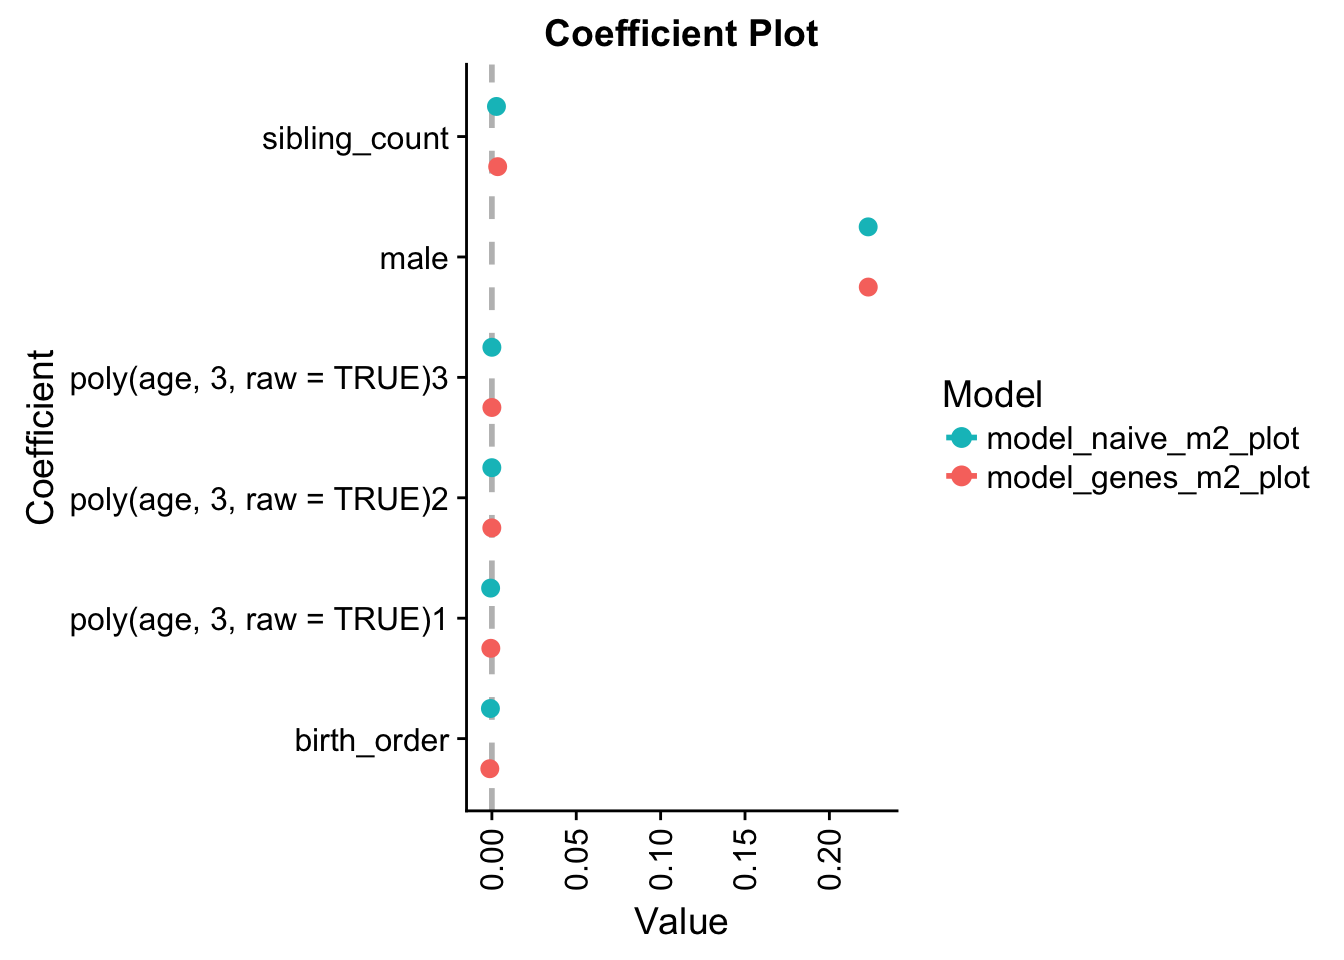 Coefficient Plot
sibling_count
male
poly(age, 3, raw = TRUE)3
poly(age, 3, raw = TRUE)2
poly(age, 3, raw = TRUE)1
birth_order
Coefficient
0.00
0.05
0.10
0.15
0.20
Value
Model
model_naive_m2_plot
model_genes_m2_plot